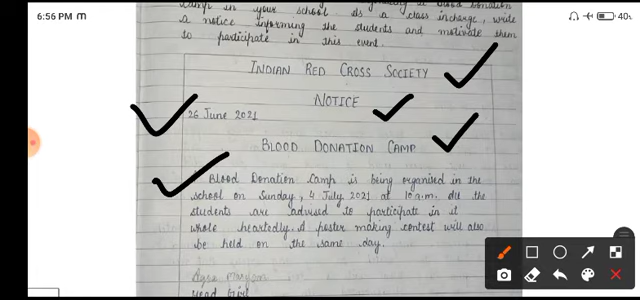 6:56 PM
40%
camp in your school. As a class incharge, write
a notice informing the students and motivate them
to participate in this event.
INDIAN RED CROSS SOCIETY
NOTICE
26 June 2021
BLOOD DONATION CAMP
Blood Donation Camp is being organised in the
school on Sunday, 4 July 2021 at 10 a.m. All the
students are advised to participate in it
whole heartedly. A poster making contest will also
be held on the same day.
Head Girl